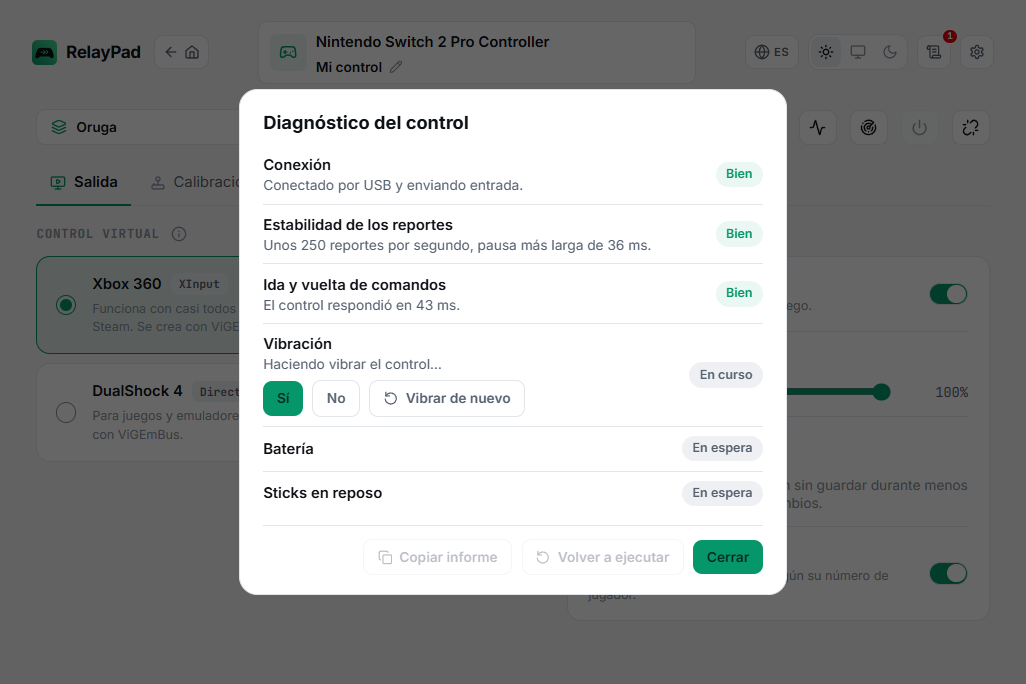 RelayPad
Nintendo Switch 2 Pro Controller
Mi control
ES
1
Oruga
Salida
Calibració
CONTROL VIRTUAL
Xbox 360
XInput
Funciona con casi todos
Steam. Se crea con ViGE
DualShock 4
Direct
Para juegos y emuladore
con ViGEmBus.
ego.
100%
n sin guardar durante menos
mbios.
ún su número de
jugador.
Diagnóstico del control
Conexión
Conectado por USB y enviando entrada.
Bien
Estabilidad de los reportes
Unos 250 reportes por segundo, pausa más larga de 36 ms.
Bien
Ida y vuelta de comandos
El control respondió en 43 ms.
Bien
Vibración
Haciendo vibrar el control...
En curso
Sí
No
Vibrar de nuevo
Batería
En espera
Sticks en reposo
En espera
Copiar informe
Volver a ejecutar
Cerrar